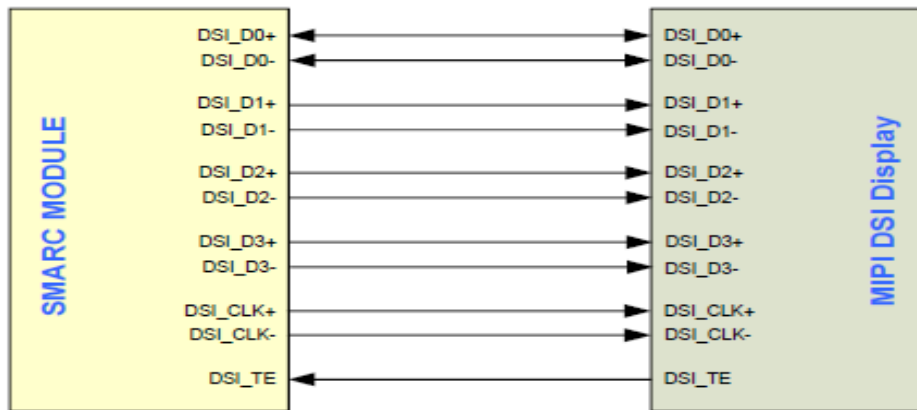 SMARC MODULE
DSI_D0+
DSI_D0-
DSI_D1+
DSI_D1-
DSI_D2+
DSI_D2-
DSI_D3+
DSI_D3-
DSI_CLK+
DSI_CLK-
DSI_TE
DSI_D0+
DSI_D0-
DSI_D1+
DSI_D1-
DSI_D2+
DSI_D2-
DSI_D3+
DSI_D3-
DSI_CLK+
DSI_CLK-
DSI_TE
MIPI DSI Display